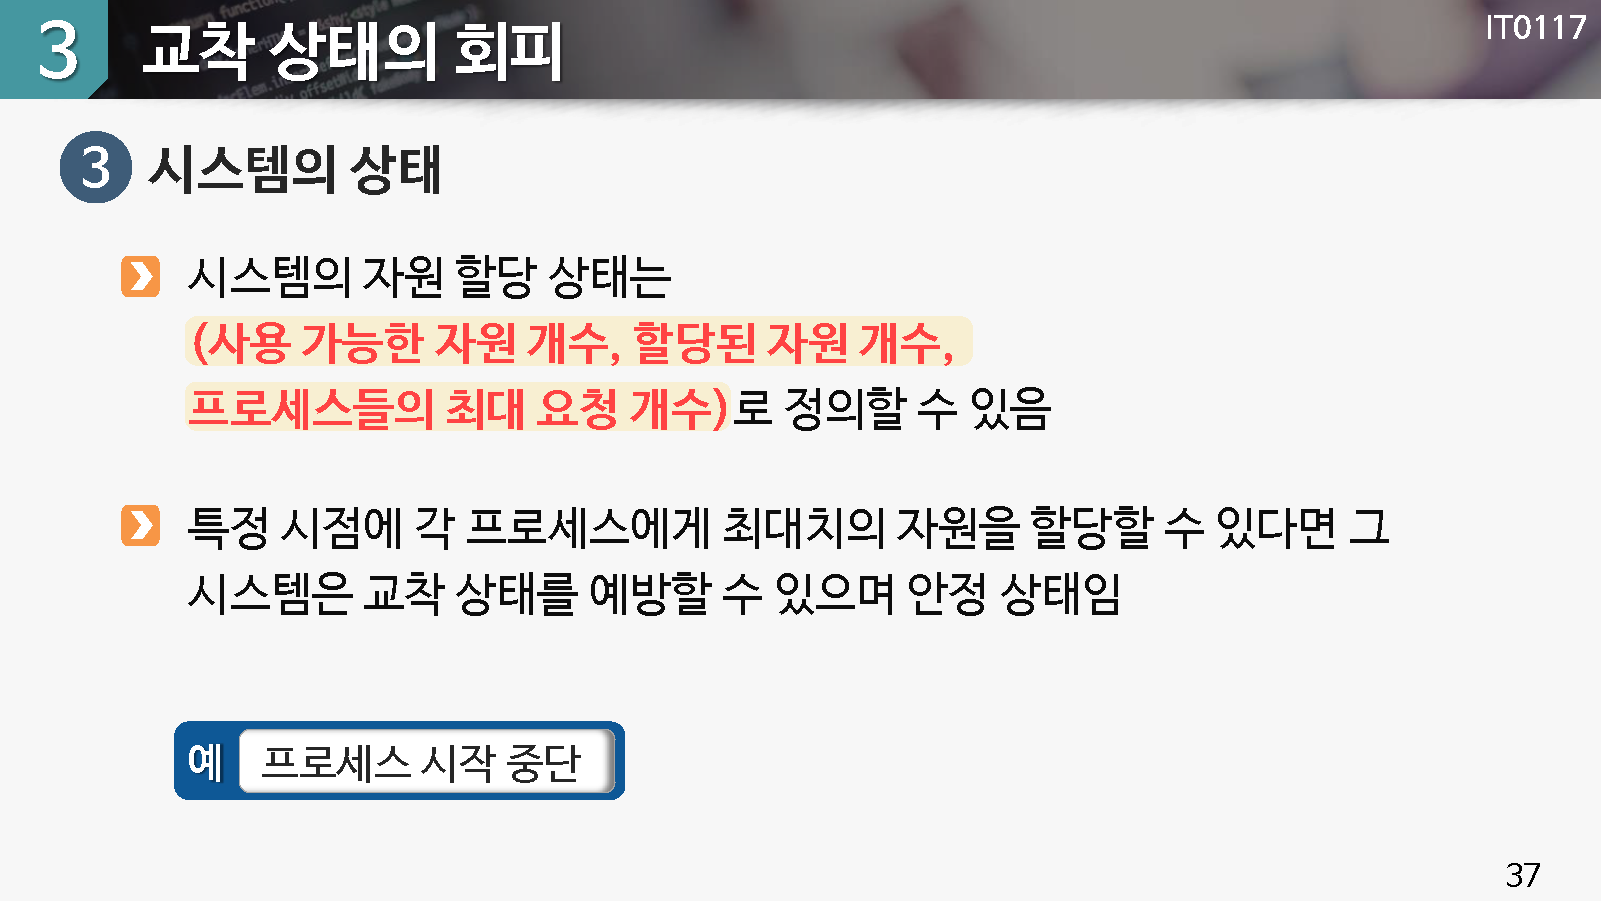 3 교착 상태의 회피
IT0117
3 시스템의 상태
시스템의 자원 할당 상태는
(사용 가능한 자원 개수, 할당된 자원 개수,
프로세스들의 최대 요청 개수)로 정의할 수 있음
특정 시점에 각 프로세스에게 최대치의 자원을 할당할 수 있다면 그
시스템은 교착 상태를 예방할 수 있으며 안정 상태임
예 프로세스 시작 중단
37